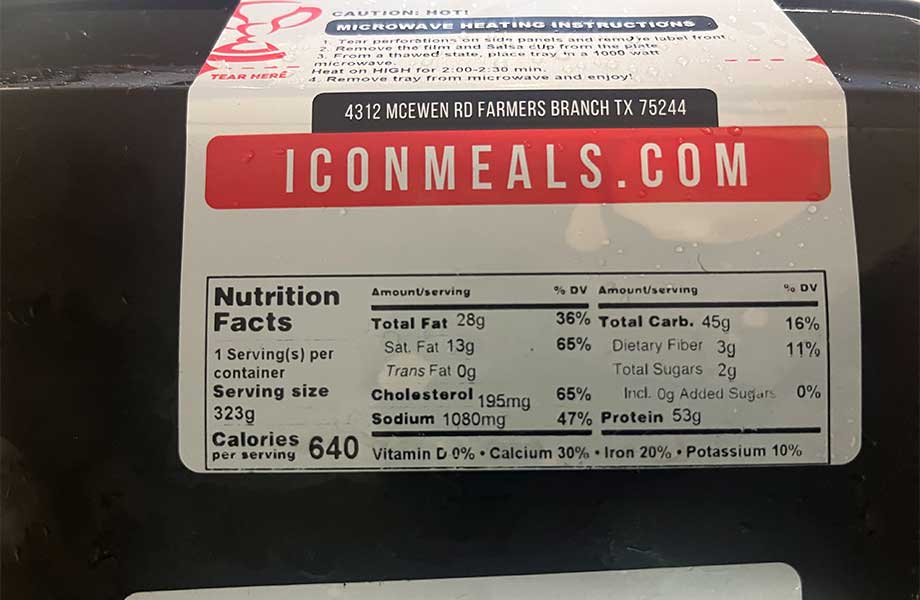 CAUTION: HOT!
MICROWAVE HEATING INSTRUCTIONS
1. Tear perforations on side panels and remove label front.
2. Remove the film and Salsa cup from the plate
3. From a thawed state, place tray in a 1000 watt
microwave.
Heat on HIGH for 2:00-2:30 min.
4. Remove tray from microwave and enjoy!
TEAR HERE
4312 MCEWEN RD FARMERS BRANCH TX 75244
ICONMEALS.COM
Nutrition
Facts
1 Serving(s) per
container
Serving size
323g
Calories
per serving 640
Amount/serving % DV
Total Fat 28g 36%
Sat. Fat 13g 65%
Trans Fat 0g
Cholesterol 195mg 65%
Sodium 1080mg 47%
Amount/serving % DV
Total Carb. 45g 16%
Dietary Fiber 3g 11%
Total Sugars 2g
Incl. 0g Added Sugars 0%
Protein 53g
Vitamin D 0% • Calcium 30% • Iron 20% • Potassium 10%